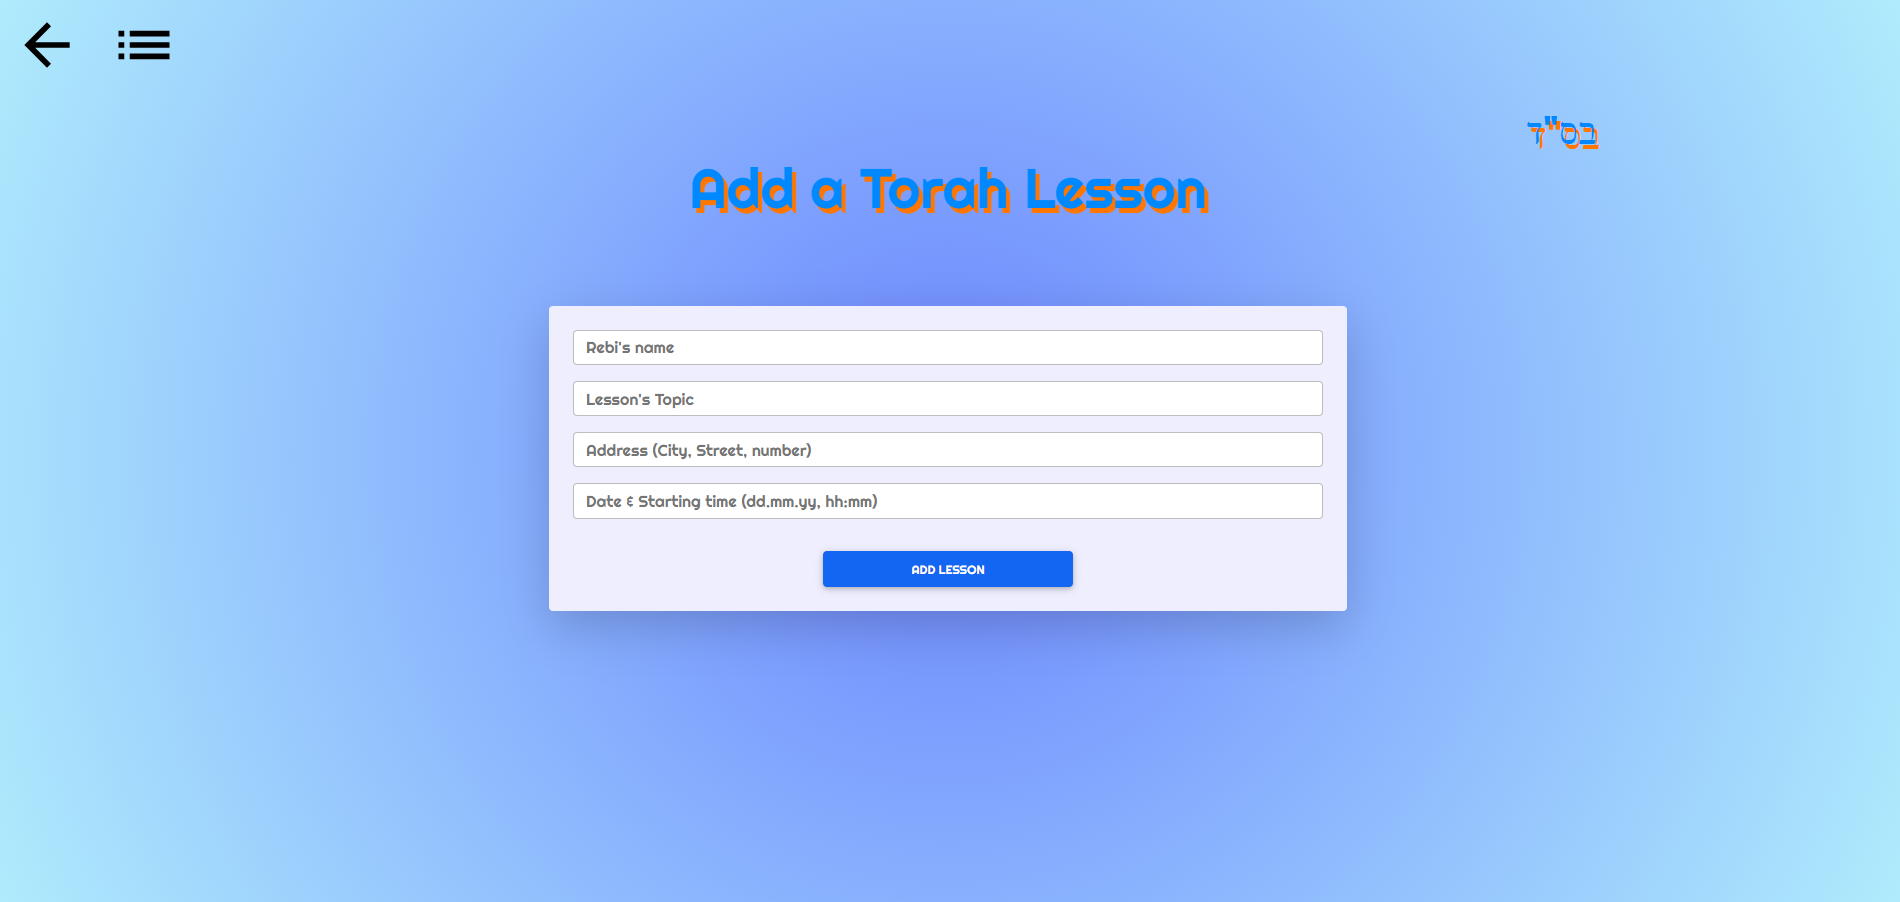 בס"ד
Add a Torah Lesson
Rebi's name
Lesson's Topic
Address (City, Street, number)
Date & Starting time (dd.mm.yy, hh:mm)
ADD LESSON